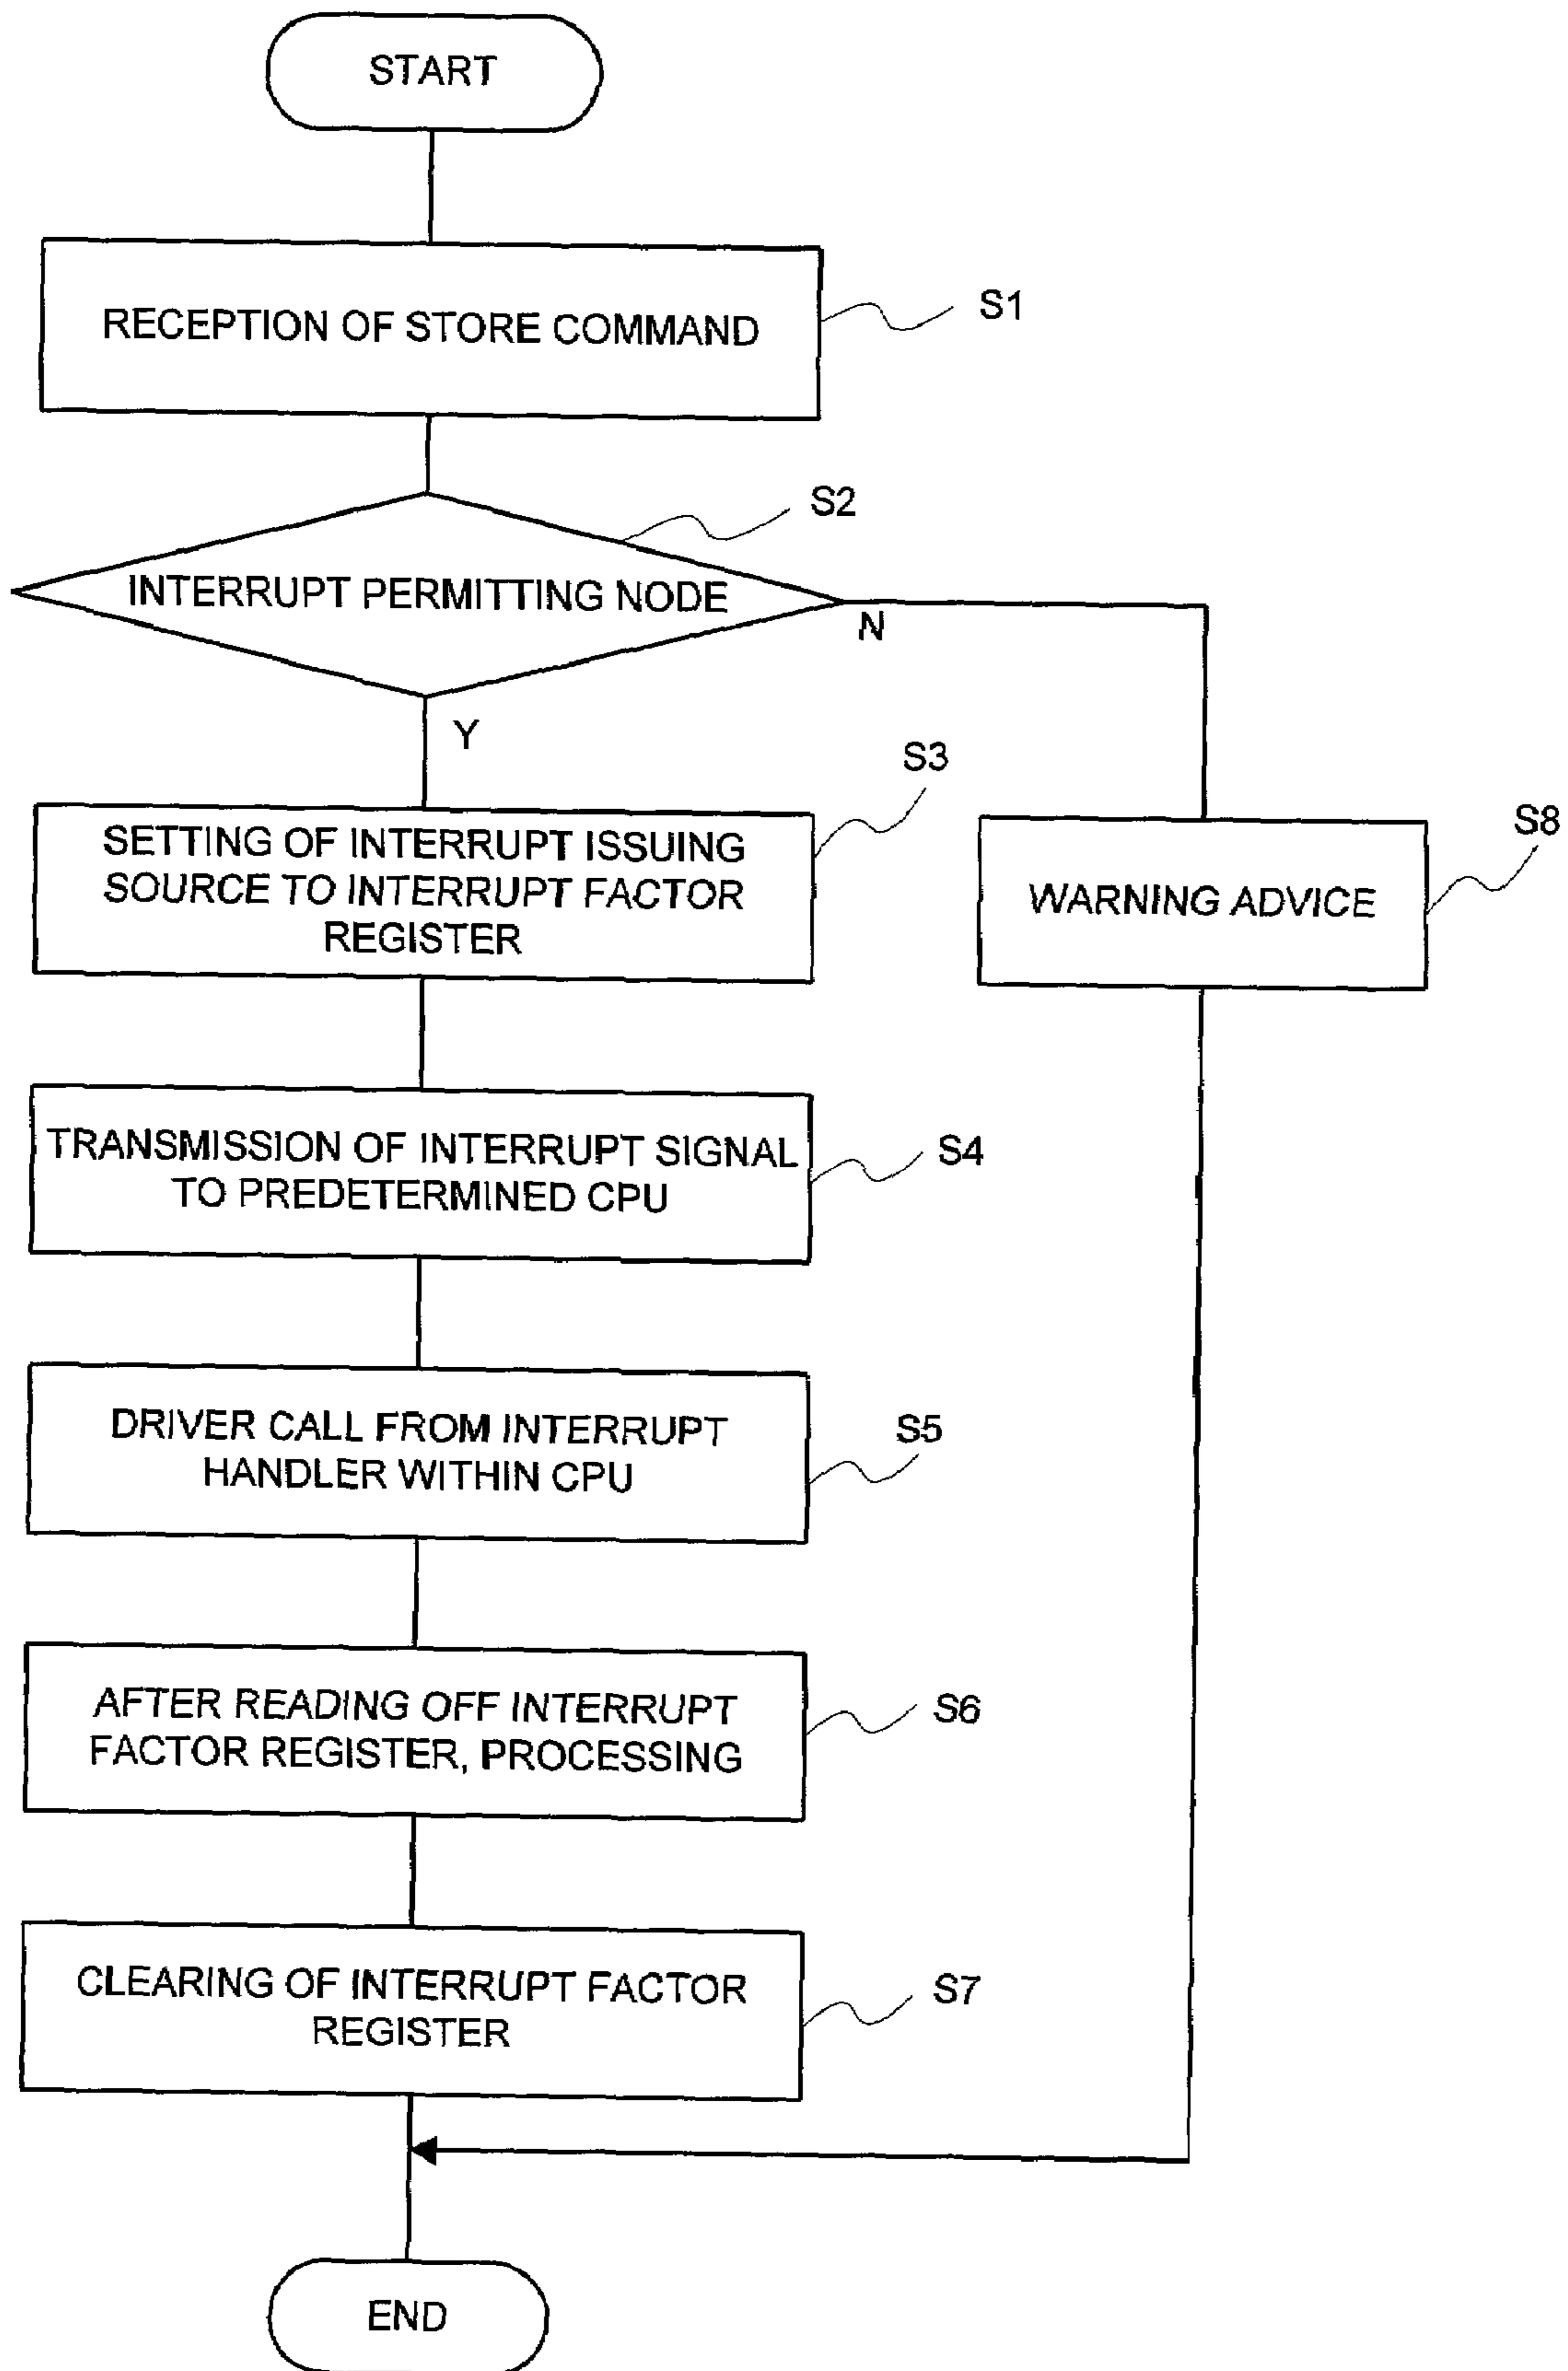 START
RECEPTION OF STORE COMMAND
S1
S2
INTERRUPT PERMITTING NODE
N
Y
S3
SETTING OF INTERRUPT ISSUING
SOURCE TO INTERRUPT FACTOR
REGISTER
S8
WARNING ADVICE
TRANSMISSION OF INTERRUPT SIGNAL
TO PREDETERMINED CPU
S4
DRIVER CALL FROM INTERRUPT
HANDLER WITHIN CPU
S5
AFTER READING OFF INTERRUPT
FACTOR REGISTER, PROCESSING
S6
CLEARING OF INTERRUPT FACTOR
REGISTER
S7
END